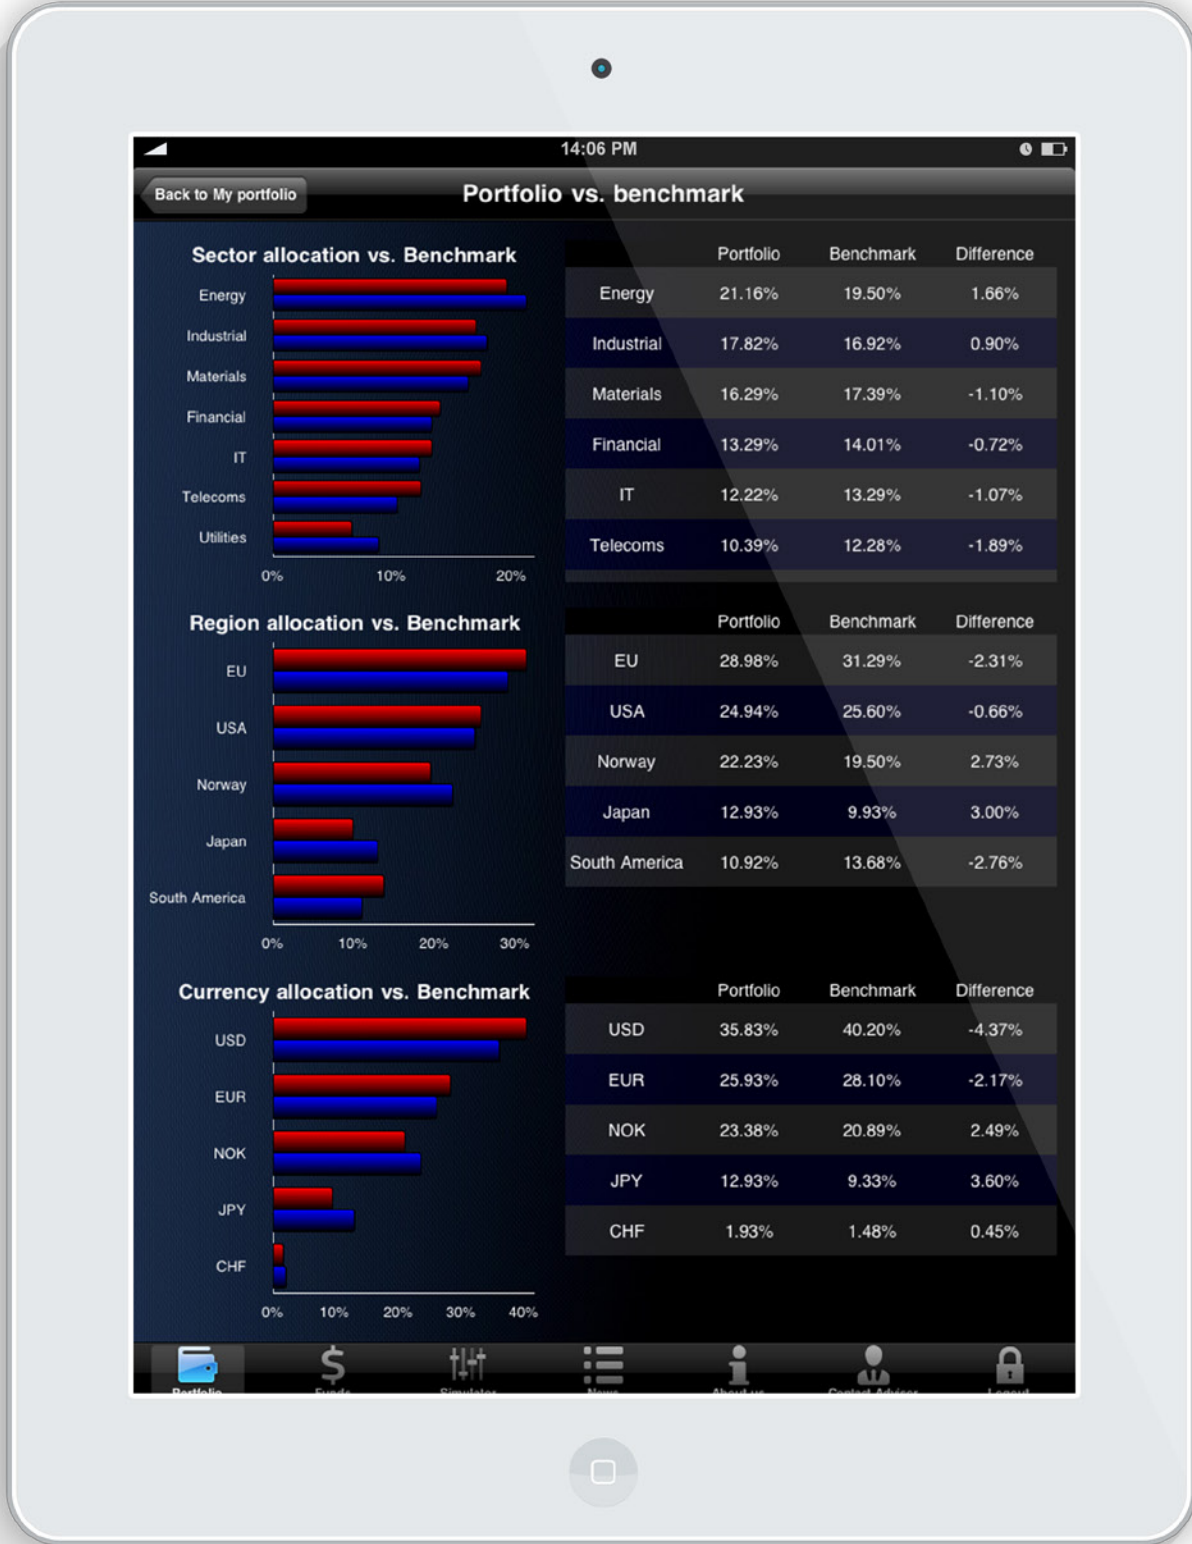 14:06 PM
Back to My portfolio
Portfolio vs. benchmark
Sector allocation vs. Benchmark
Energy
Industrial
Materials
Financial
IT
Telecoms
Utilities
0% 10% 20%
Portfolio Benchmark Difference
Energy 21.16% 19.50% 1.66%
Industrial 17.82% 16.92% 0.90%
Materials 16.29% 17.39% -1.10%
Financial 13.29% 14.01% -0.72%
IT 12.22% 13.29% -1.07%
Telecoms 10.39% 12.28% -1.89%
Region allocation vs. Benchmark
EU
USA
Norway
Japan
South America
0% 10% 20% 30%
Portfolio Benchmark Difference
EU 28.98% 31.29% -2.31%
USA 24.94% 25.60% -0.66%
Norway 22.23% 19.50% 2.73%
Japan 12.93% 9.93% 3.00%
South America 10.92% 13.68% -2.76%
Currency allocation vs. Benchmark
USD
EUR
NOK
JPY
CHF
0% 10% 20% 30% 40%
Portfolio Benchmark Difference
USD 35.83% 40.20% -4.37%
EUR 25.93% 28.10% -2.17%
NOK 23.38% 20.89% 2.49%
JPY 12.93% 9.33% 3.60%
CHF 1.93% 1.48% 0.45%
Portfolio Funds Simulator News About us Contact Adviser Logout